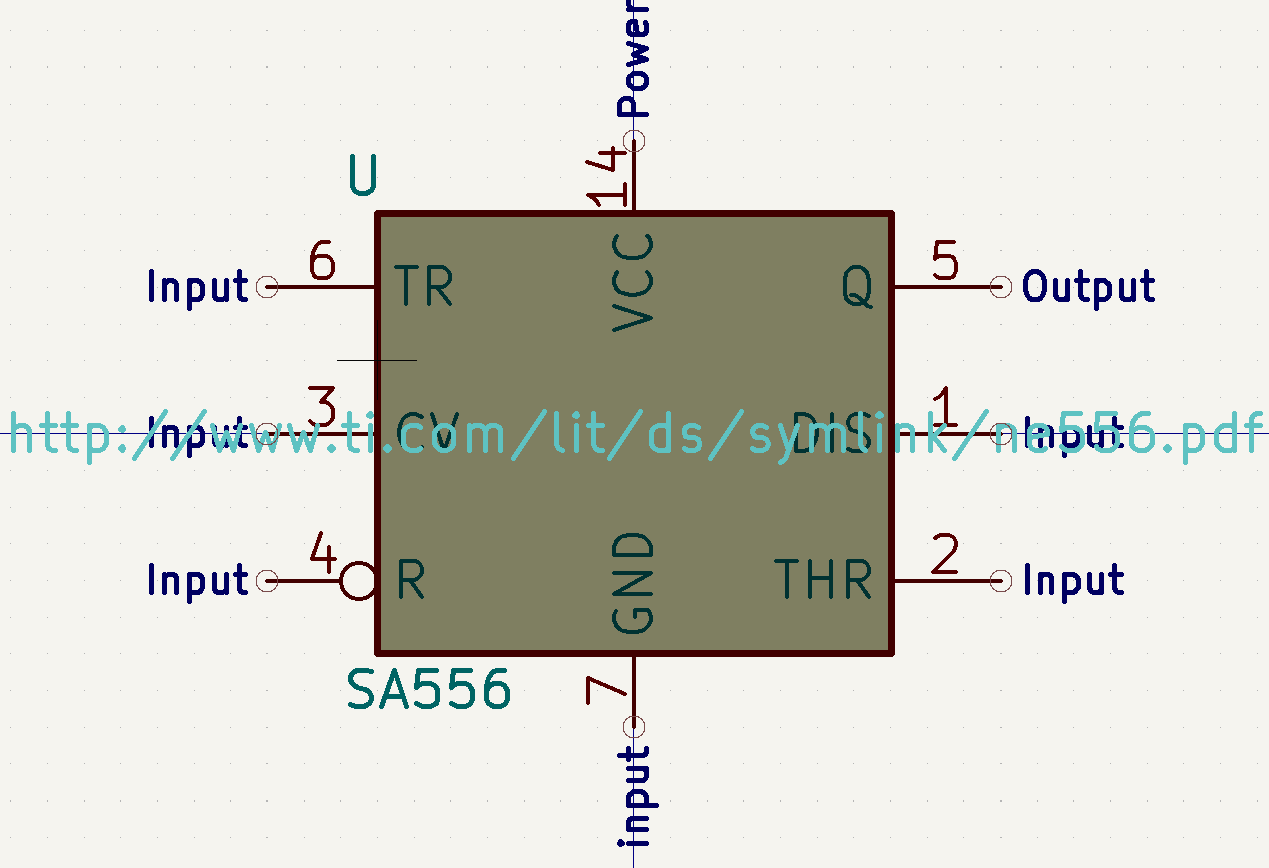 Power
14
U
VCC
6
Input
TR
Q
5
Output
3
Input
CV
DIS
1
Input
http://www.ti.com/lit/ds/symlink/ne556.pdf
4
Input
R
GND
THR
2
Input
SA556
7
input